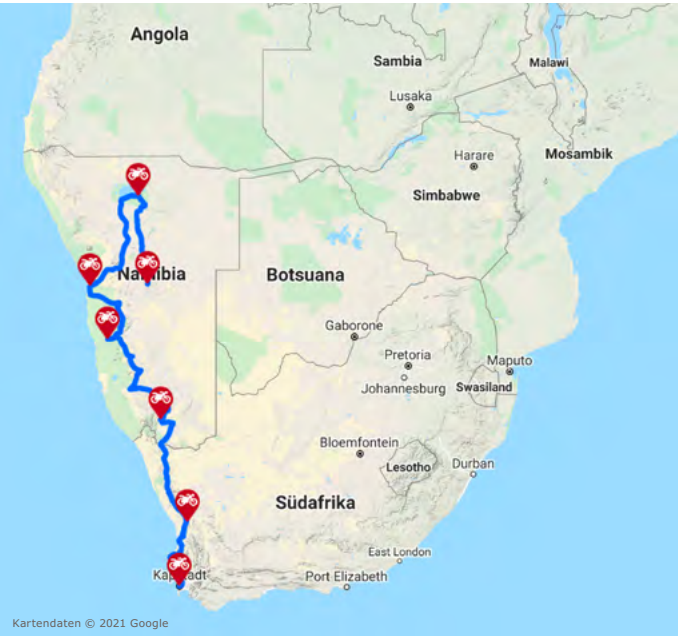 Angola
Sambia
Malawi
Lusaka
Harare
Mosambik
Simbabwe
Namibia
Botsuana
Gaborone
Pretoria
Maputo
Johannesburg
Swasiland
Bloemfontein
Lesotho
Durban
Südafrika
East London
Kapstadt
Port Elizabeth
Kartendaten © 2021 Google